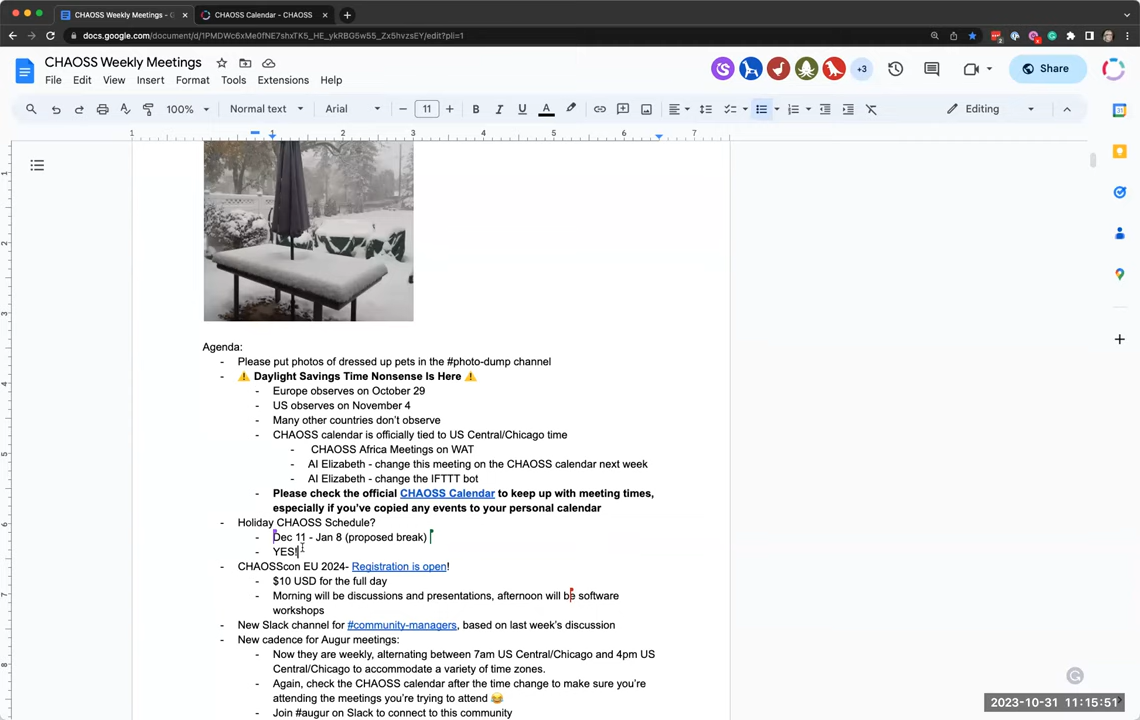 CHAOSS Weekly Meetings - C
CHAOSS Calendar - CHAOSS
docs.google.com/document/d/1PMDWc6xMe0fNE7shxTK5_HE_ykRBG5w55_Zx5hvzsEY/edit?pli=1
CHAOSS Weekly Meetings
File Edit View Insert Format Tools Extensions Help
+3
Share
100% Normal text Arial 11 Editing
1 1 2 3 4 5 6 7
Agenda:
- Please put photos of dressed up pets in the #photo-dump channel
- ⚠️ Daylight Savings Time Nonsense Is Here ⚠️
- Europe observes on October 29
- US observes on November 4
- Many other countries don't observe
- CHAOSS calendar is officially tied to US Central/Chicago time
- CHAOSS Africa Meetings on WAT
- AI Elizabeth - change this meeting on the CHAOSS calendar next week
- AI Elizabeth - change the IFTTT bot
- Please check the official CHAOSS Calendar to keep up with meeting times,
especially if you've copied any events to your personal calendar
- Holiday CHAOSS Schedule?
- Dec 11 - Jan 8 (proposed break)
- YES!
- CHAOSScon EU 2024- Registration is open!
- $10 USD for the full day
- Morning will be discussions and presentations, afternoon will be software
workshops
- New Slack channel for #community-managers, based on last week's discussion
- New cadence for Augur meetings:
- Now they are weekly, alternating between 7am US Central/Chicago and 4pm US
Central/Chicago to accommodate a variety of time zones.
- Again, check the CHAOSS calendar after the time change to make sure you're
attending the meetings you're trying to attend 😂
- Join #augur on Slack to connect to this community
2023-10-31 11:15:51